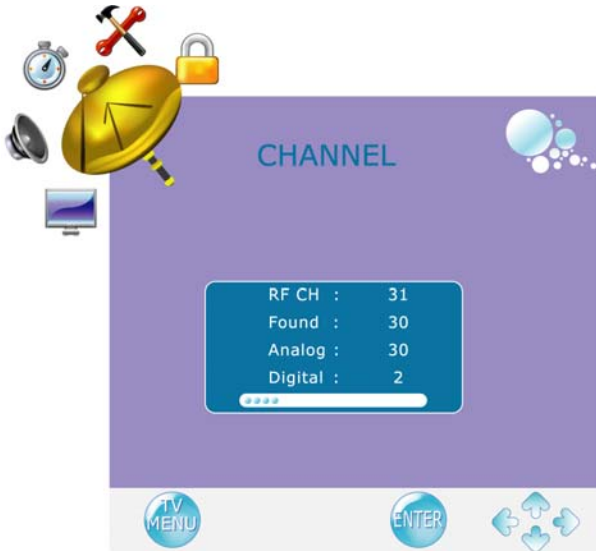 CHANNEL
RF CH : 31
Found : 30
Analog : 30
Digital : 2
TV
MENU
ENTER